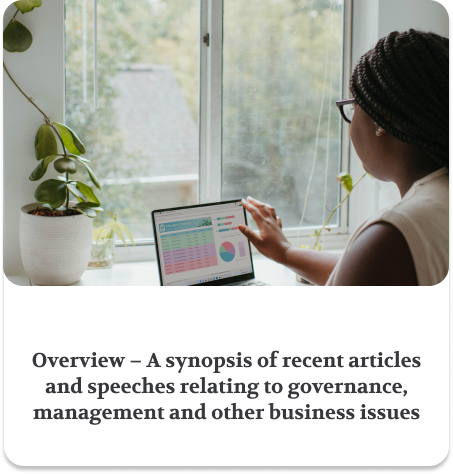 Overview – A synopsis of recent articles
and speeches relating to governance,
management and other business issues